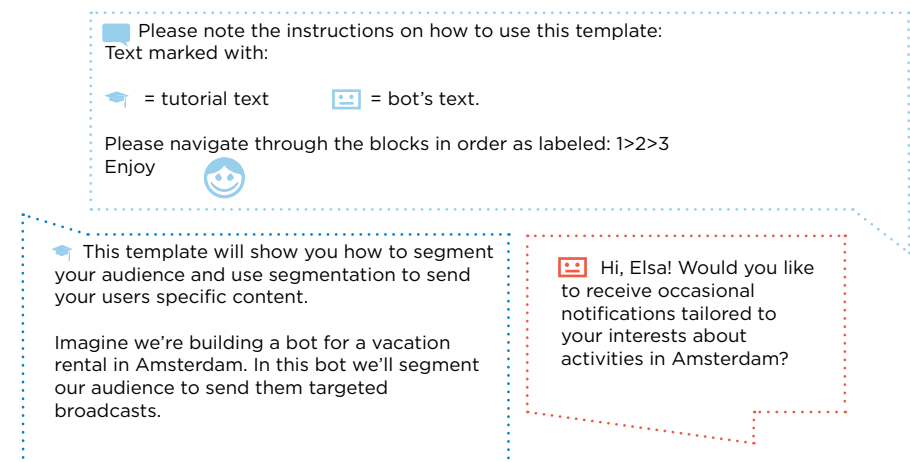 Please note the instructions on how to use this template:
Text marked with:
= tutorial text
= bot's text.
Please navigate through the blocks in order as labeled: 1>2>3
Enjoy
This template will show you how to segment
your audience and use segmentation to send
your users specific content.
Imagine we're building a bot for a vacation
rental in Amsterdam. In this bot we'll segment
our audience to send them targeted
broadcasts.
Hi, Elsa! Would you like
to receive occasional
notifications tailored to
your interests about
activities in Amsterdam?